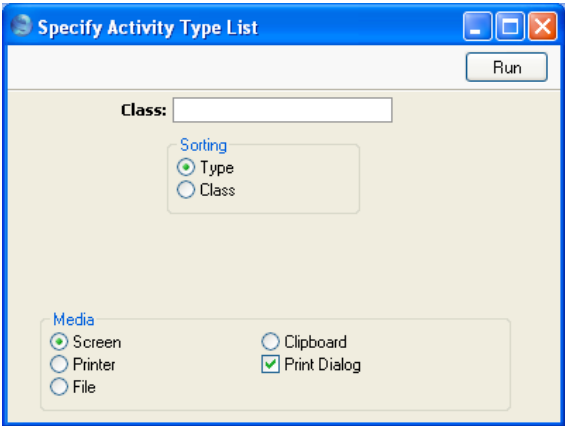 Specify Activity Type List
Run
Class:
Sorting
Type
Class
Media
Screen
Clipboard
Printer
Print Dialog
File